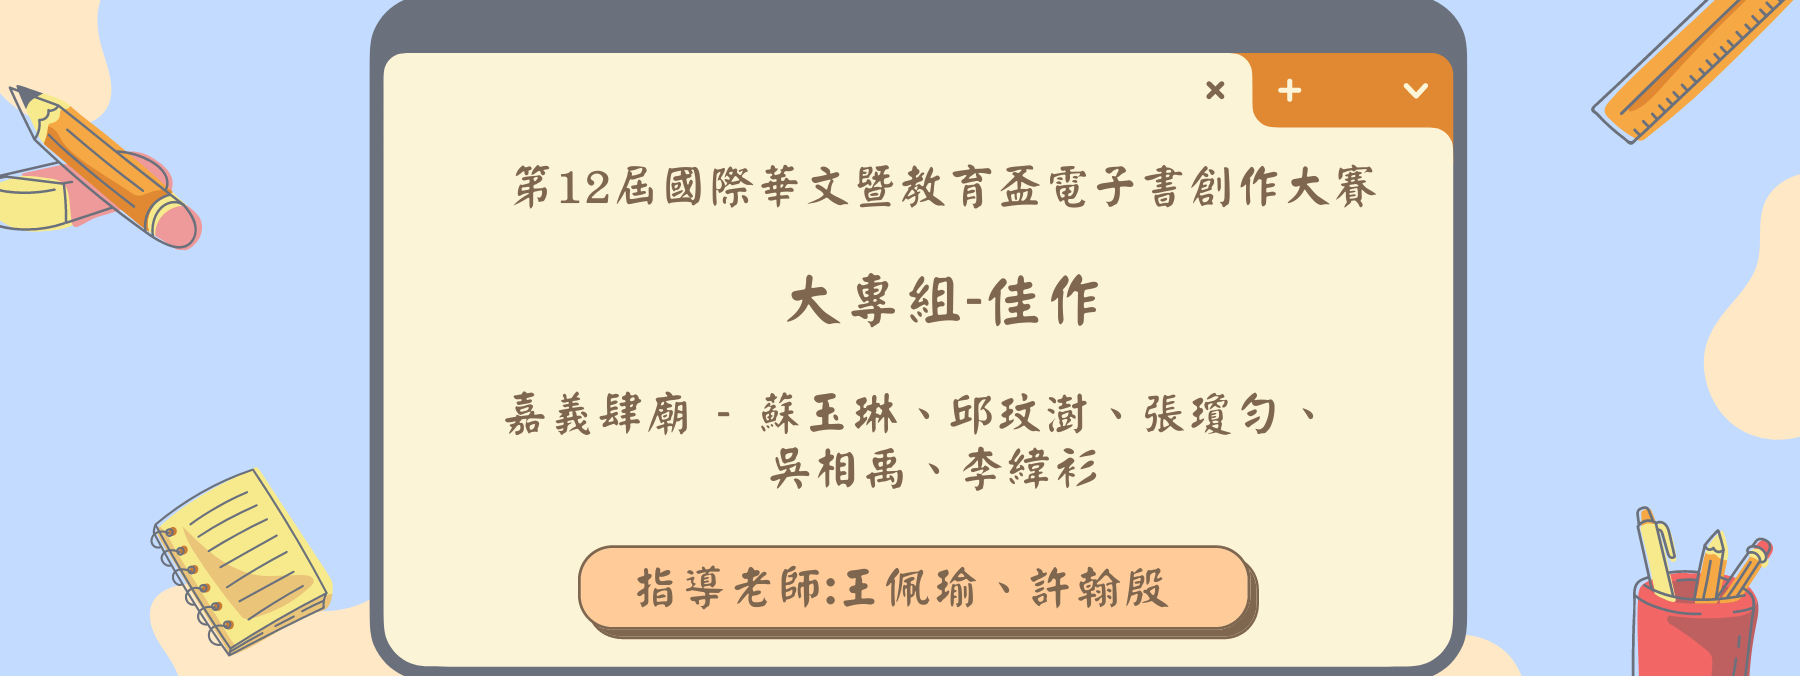 第12屆國際華文暨教育盃電子書創作大賽
大專組-佳作
嘉義肆廟 - 蘇玉琳、邱玟澍、張瓊勻、
吳相禹、李緯衫
指導老師:王佩瑜、許翰殷